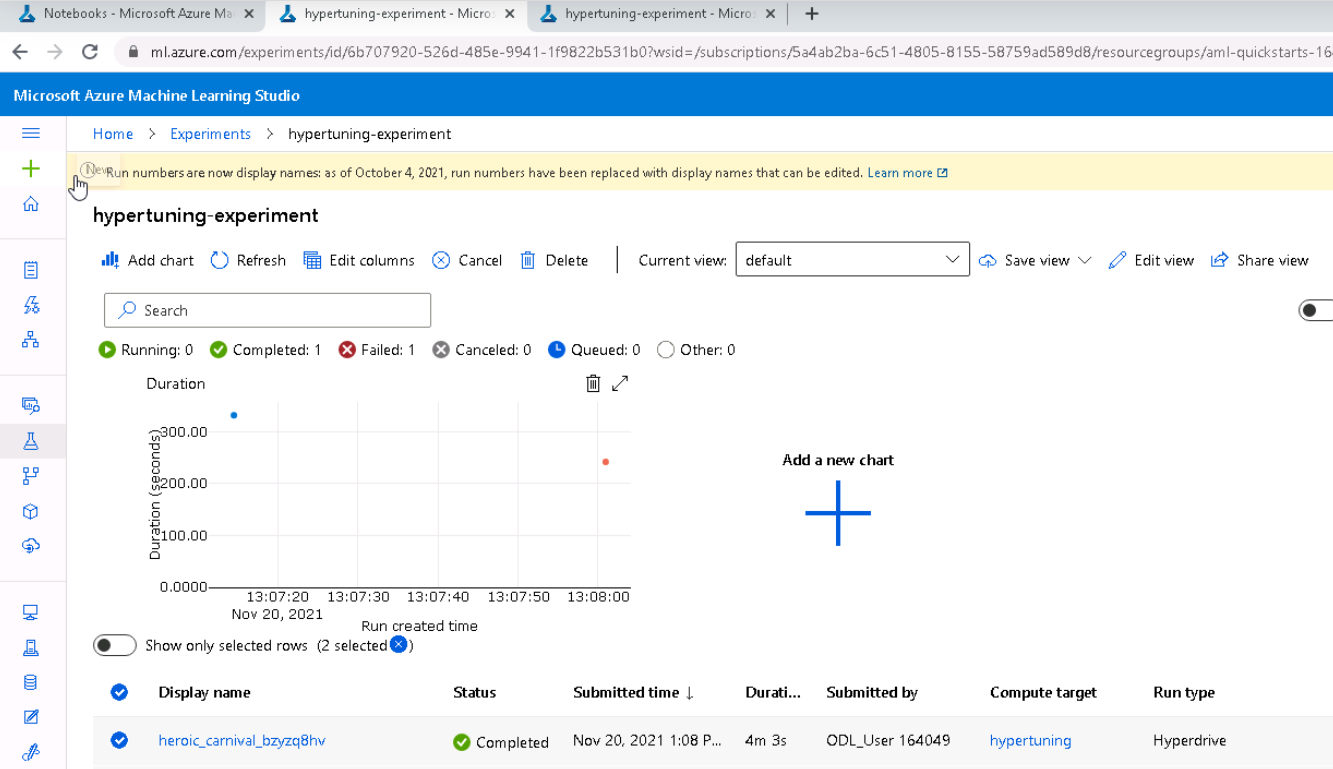 Notebooks - Microsoft Azure Ma
hypertuning-experiment - Micros
hypertuning-experiment - Micros
ml.azure.com/experiments/id/6b707920-526d-485e-9941-1f9822b531b0?wsid=/subscriptions/5a4ab2ba-6c51-4805-8155-58759ad589d8/resourcegroups/aml-quickstarts-16
Microsoft Azure Machine Learning Studio
Home > Experiments > hypertuning-experiment
New
Run numbers are now display names: as of October 4, 2021, run numbers have been replaced with display names that can be edited. Learn more
hypertuning-experiment
Add chart Refresh Edit columns Cancel Delete Current view: default Save view Edit view Share view
Search
Running: 0 Completed: 1 Failed: 1 Canceled: 0 Queued: 0 Other: 0
Duration
Duration (seconds)
300.00
200.00
100.00
0.0000
13:07:20 13:07:30 13:07:40 13:07:50 13:08:00
Nov 20, 2021
Run created time
Add a new chart
Show only selected rows (2 selected )
Display name Status Submitted time ↓ Durati... Submitted by Compute target Run type
heroic_carnival_bzyzq8hv Completed Nov 20, 2021 1:08 P... 4m 3s ODL_User 164049 hypertuning Hyperdrive